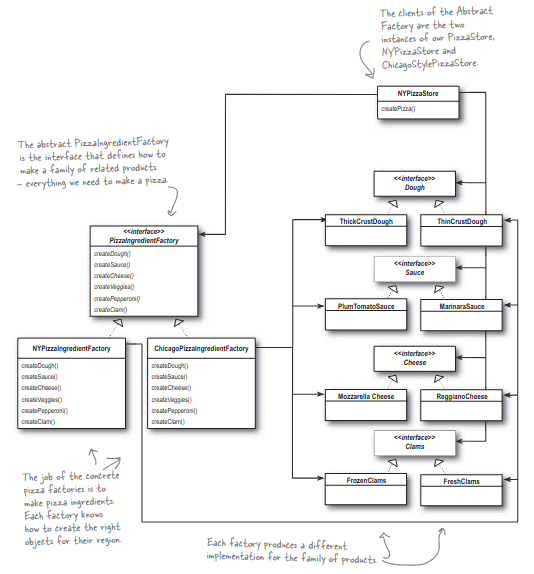 The clients of the Abstract
Factory are the two
instances of our PizzaStore,
NYPizzaStore and
ChicagoStylePizzaStore.
NYPizzaStore
createPizza()
The abstract PizzaIngredientFactory
is the interface that defines how to
make a family of related products
– everything we need to make a pizza.
<<interface>>
Dough
ThickCrustDough
ThinCrustDough
<<interface>>
PizzaIngredientFactory
createDough()
createSauce()
createCheese()
createVeggies()
createPepperoni()
createClam()
<<interface>>
Sauce
PlumTomatoSauce
MarinaraSauce
NYPizzaIngredientFactory
createDough()
createSauce()
createCheese()
createVeggies()
createPepperoni()
createClam()
ChicagoPizzaIngredientFactory
createDough()
createSauce()
createCheese()
createVeggies()
createPepperoni()
createClam()
<<interface>>
Cheese
Mozzarella Cheese
ReggianoCheese
<<interface>>
Clams
FrozenClams
FreshClams
The job of the concrete
pizza factories is to
make pizza ingredients.
Each factory knows
how to create the right
objects for their region.
Each factory produces a different
implementation for the family of products.